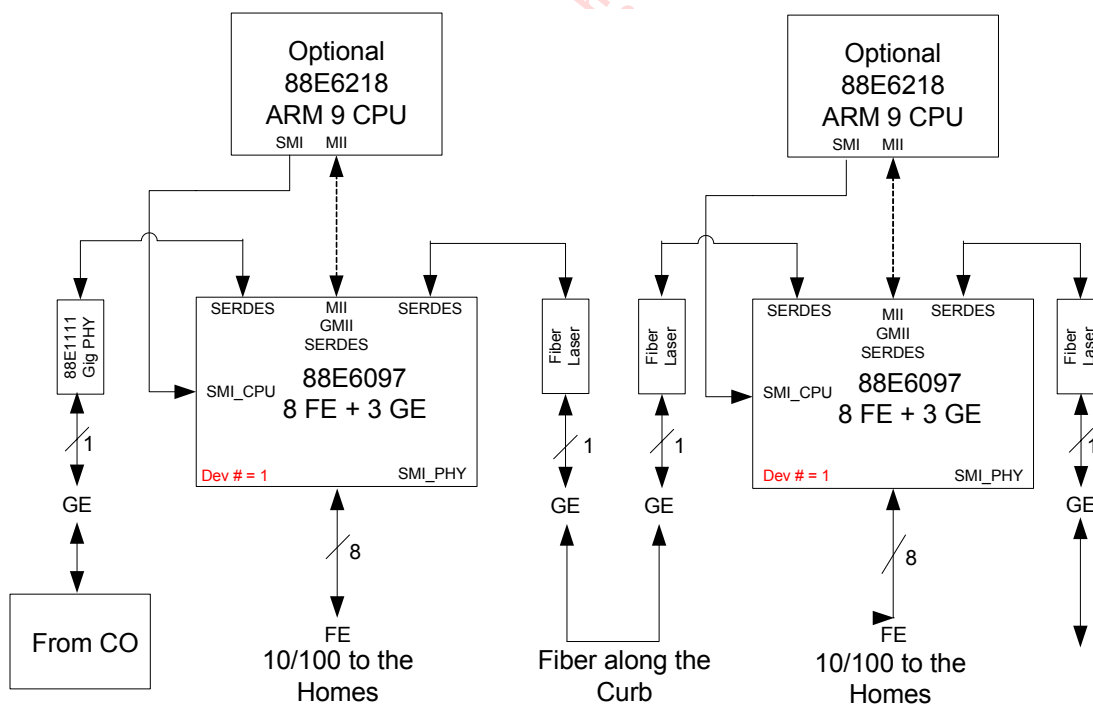 Optional
88E6218
ARM 9 CPU
SMI MII
Optional
88E6218
ARM 9 CPU
SMI MII
88E1111
Gig PHY
SERDES
MII
GMII
SERDES
SERDES
SMI_CPU
88E6097
8 FE + 3 GE
Dev # = 1
SMI_PHY
Fiber
Laser
Fiber
Laser
SERDES
MII
GMII
SERDES
SERDES
SMI_CPU
88E6097
8 FE + 3 GE
Dev # = 1
SMI_PHY
Fiber
Laser
1
1
1
1
GE
GE
GE
GE
8
8
From CO
FE
10/100 to the
Homes
Fiber along the
Curb
FE
10/100 to the
Homes